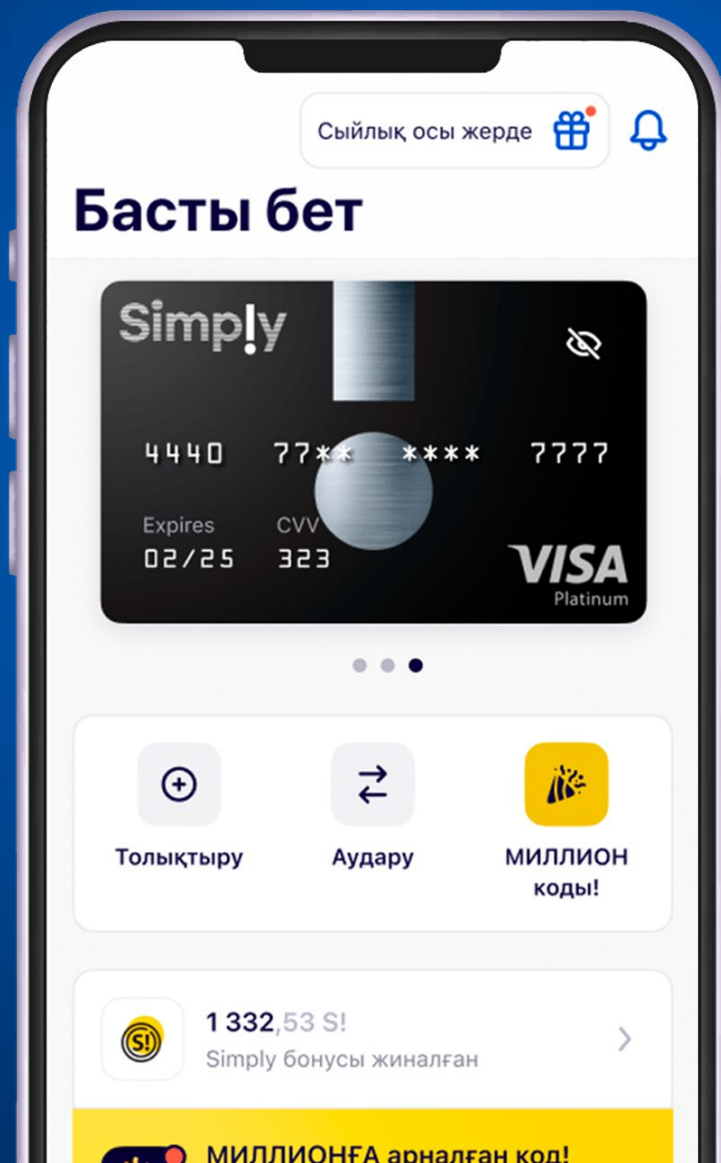 Сыйлық осы жерде
Басты бет
Simply
4440 77** **** 7777
Expires CVV
02/25 323
VISA
Platinum
Толықтыру Аудару МИЛЛИОН
коды!
1 332,53 S!
Simply бонусы жиналған
МИЛЛИОНҒА арналған код!